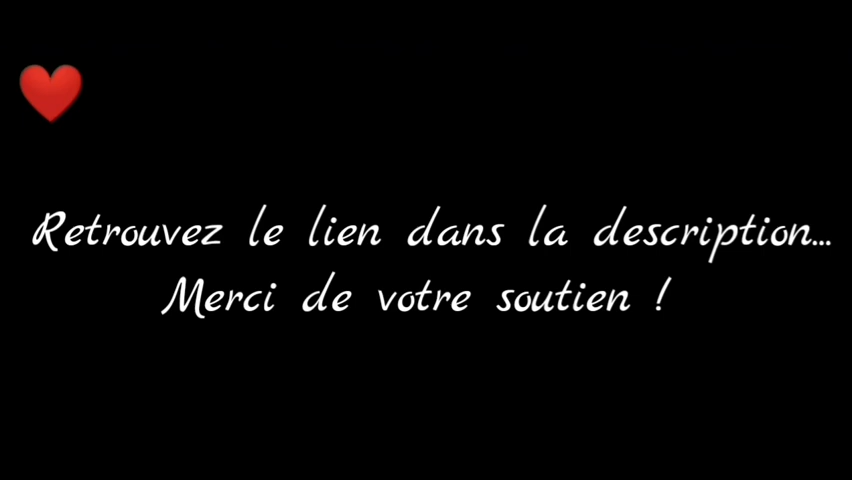 Retrouvez le lien dans la description...
Merci de votre soutien !